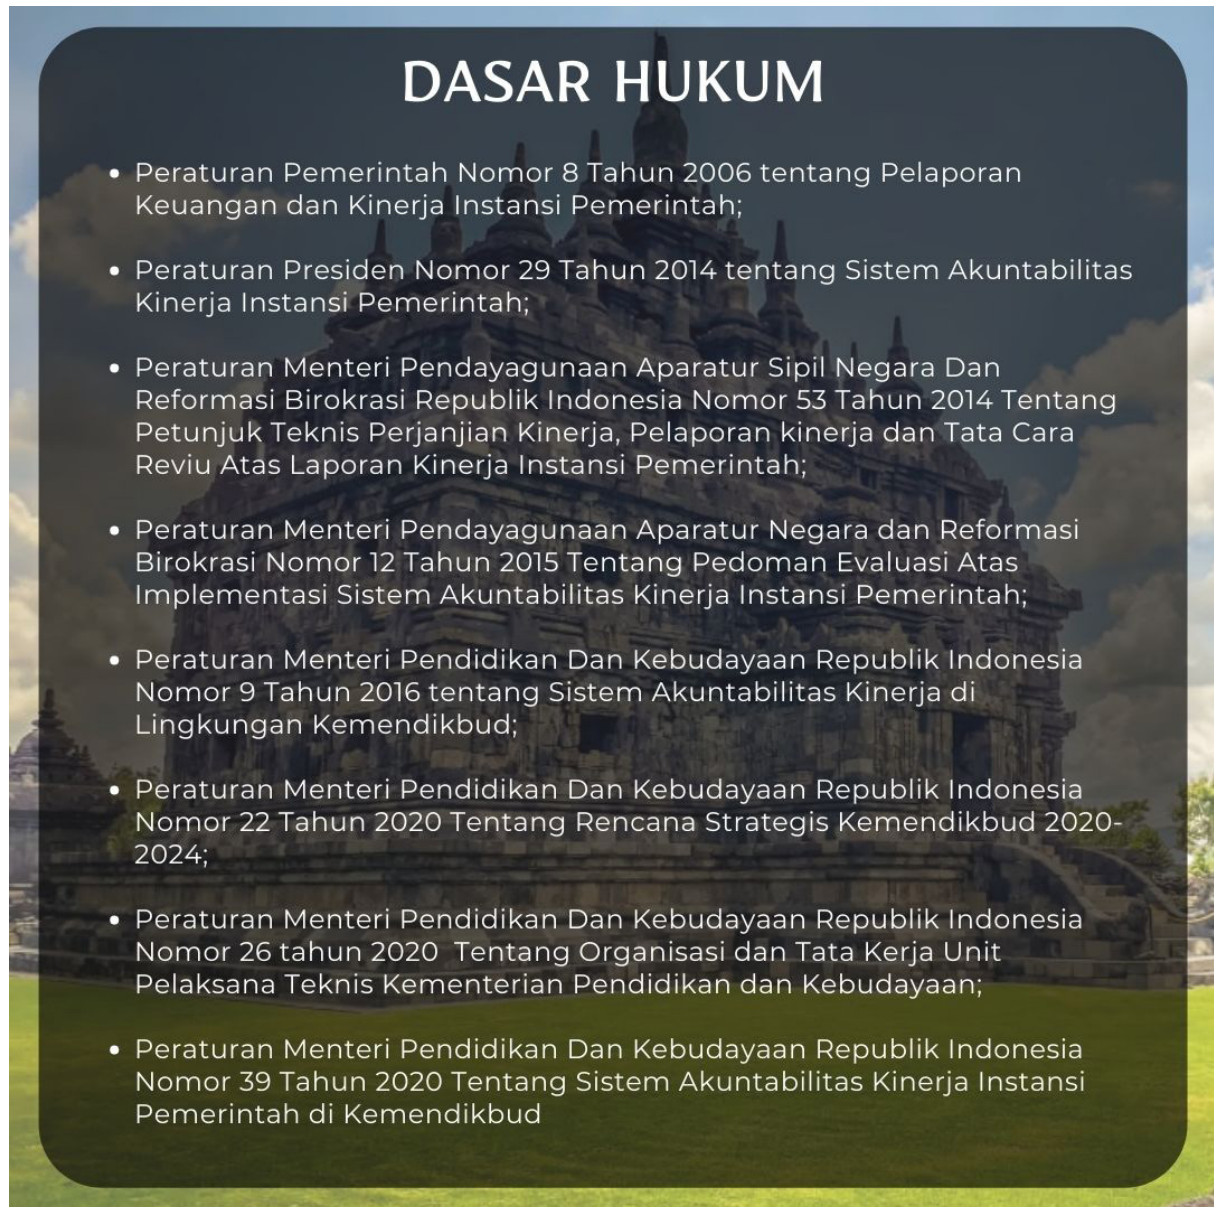 DASAR HUKUM
• Peraturan Pemerintah Nomor 8 Tahun 2006 tentang Pelaporan
Keuangan dan Kinerja Instansi Pemerintah;
• Peraturan Presiden Nomor 29 Tahun 2014 tentang Sistem Akuntabilitas
Kinerja Instansi Pemerintah;
• Peraturan Menteri Pendayagunaan Aparatur Sipil Negara Dan
Reformasi Birokrasi Republik Indonesia Nomor 53 Tahun 2014 Tentang
Petunjuk Teknis Perjanjian Kinerja, Pelaporan kinerja dan Tata Cara
Reviu Atas Laporan Kinerja Instansi Pemerintah;
• Peraturan Menteri Pendayagunaan Aparatur Negara dan Reformasi
Birokrasi Nomor 12 Tahun 2015 Tentang Pedoman Evaluasi Atas
Implementasi Sistem Akuntabilitas Kinerja Instansi Pemerintah;
• Peraturan Menteri Pendidikan Dan Kebudayaan Republik Indonesia
Nomor 9 Tahun 2016 tentang Sistem Akuntabilitas Kinerja di
Lingkungan Kemendikbud;
• Peraturan Menteri Pendidikan Dan Kebudayaan Republik Indonesia
Nomor 22 Tahun 2020 Tentang Rencana Strategis Kemendikbud 2020-
2024;
• Peraturan Menteri Pendidikan Dan Kebudayaan Republik Indonesia
Nomor 26 tahun 2020  Tentang Organisasi dan Tata Kerja Unit
Pelaksana Teknis Kementerian Pendidikan dan Kebudayaan;
• Peraturan Menteri Pendidikan Dan Kebudayaan Republik Indonesia
Nomor 39 Tahun 2020 Tentang Sistem Akuntabilitas Kinerja Instansi
Pemerintah di Kemendikbud